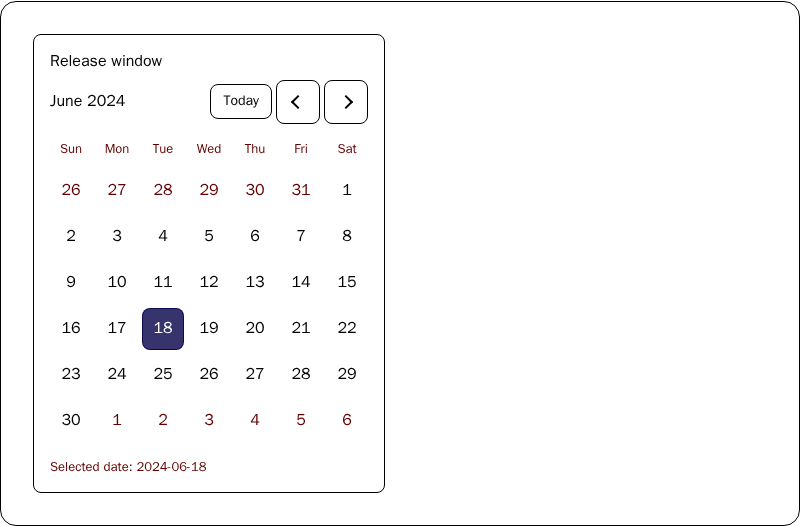 Release window
June 2024 Today
Sun Mon Tue Wed Thu Fri Sat
26 27 28 29 30 31 1
2 3 4 5 6 7 8
9 10 11 12 13 14 15
16 17 18 19 20 21 22
23 24 25 26 27 28 29
30 1 2 3 4 5 6
Selected date: 2024-06-18